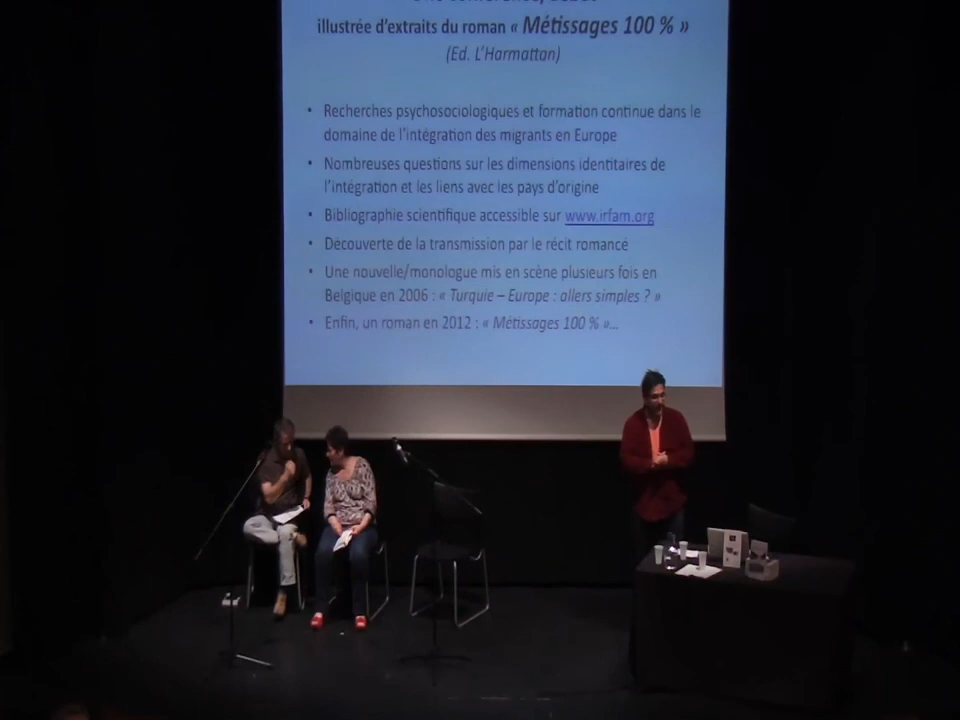 illustrée d'extraits du roman « Métissages 100 % »
(Ed. L'Harmattan)
• Recherches psychosociologiques et formation continue dans le
domaine de l'intégration des migrants en Europe
• Nombreuses questions sur les dimensions identitaires de
l'intégration et les liens avec les pays d'origine
• Bibliographie scientifique accessible sur www.irfam.org
• Découverte de la transmission par le récit romancé
• Une nouvelle/monologue mis en scène plusieurs fois en
Belgique en 2006 : « Turquie – Europe : allers simples ? »
• Enfin, un roman en 2012 : « Métissages 100 % »...